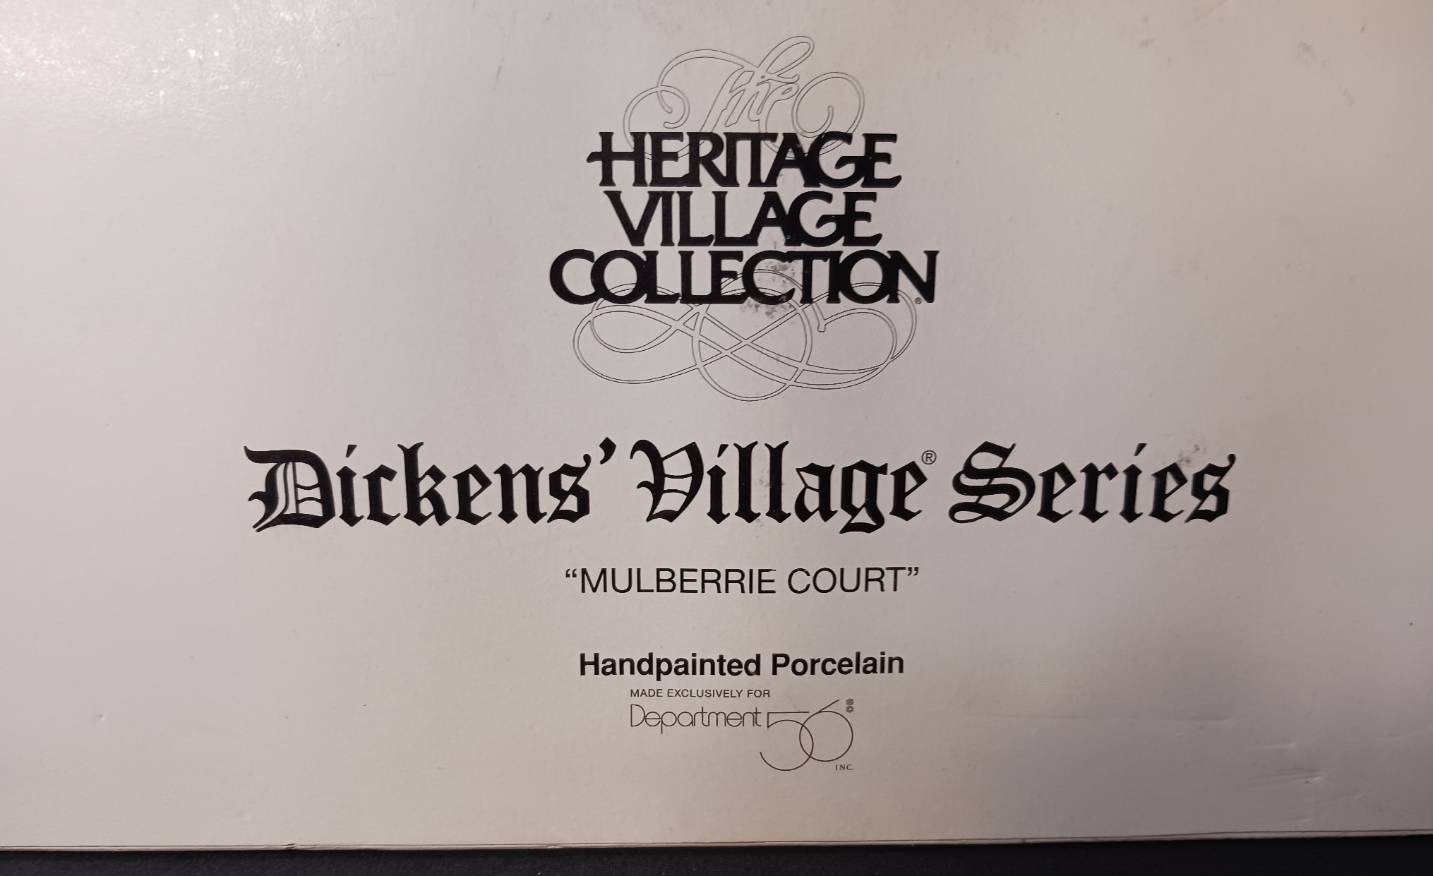 The
HERITAGE
VILLAGE
COLLECTION®
Dickens’ Village® Series
“MULBERRIE COURT”
Handpainted Porcelain
MADE EXCLUSIVELY FOR
Department 56®©
INC.